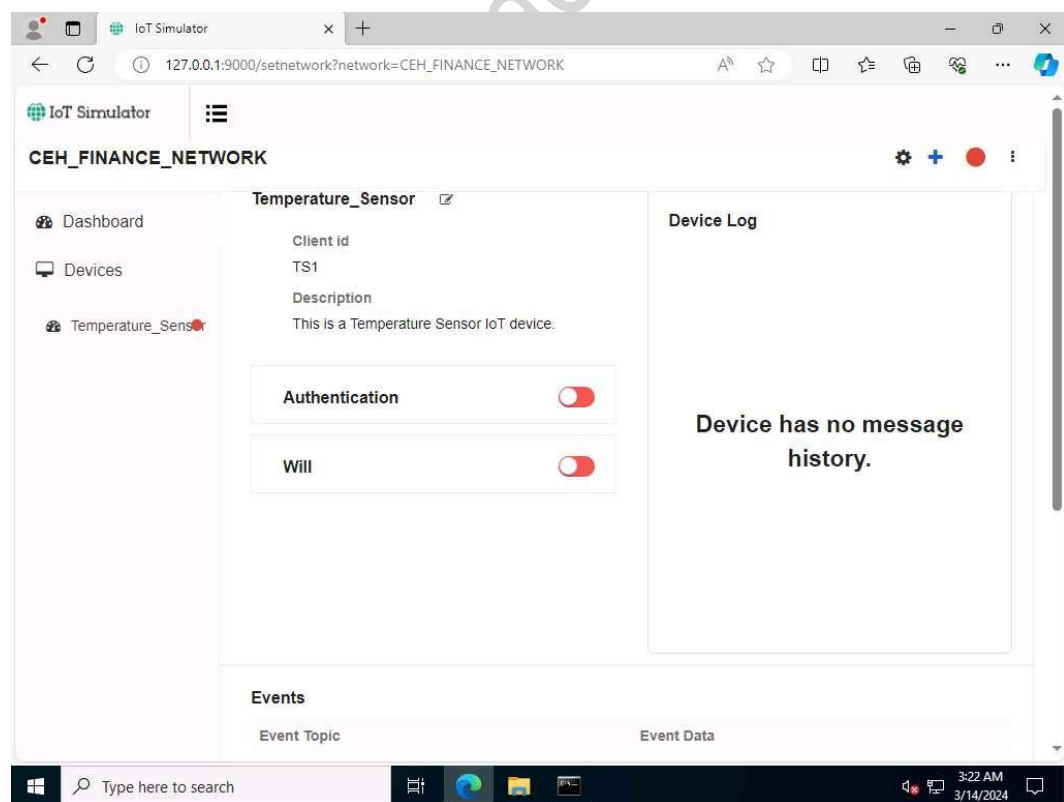 IoT Simulator
127.0.0.1:9000/setnetwork?network=CEH_FINANCE_NETWORK
IoT Simulator
CEH_FINANCE_NETWORK
Dashboard
Devices
Temperature_Sensor
Temperature_Sensor
Client id
TS1
Description
This is a Temperature Sensor IoT device.
Authentication
Will
Device Log
Device has no message
history.
Events
Event Topic Event Data
Type here to search
3:22 AM
3/14/2024